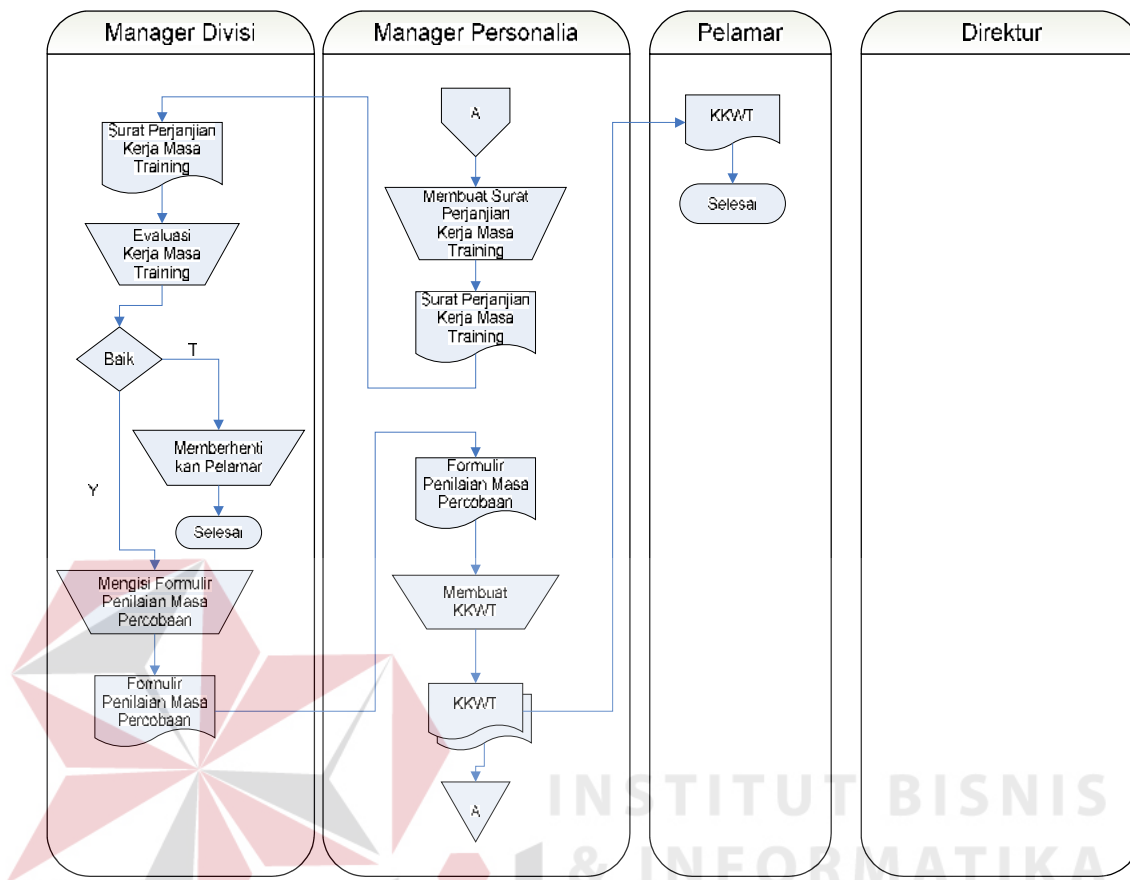 Manager Divisi
Manager Personalia
Pelamar
Direktur
Surat Perjanjian
Kerja Masa
Training
Evaluasi
Kerja Masa
Training
Baik
T
Y
Memberhenti
kan Pelamar
Selesai
Mengisi Formulir
Penilaian Masa
Percobaan
Formulir
Penilaian Masa
Percobaan
A
Membuat Surat
Perjanjian
Kerja Masa
Training
Surat Perjanjian
Kerja Masa
Training
Formulir
Penilaian Masa
Percobaan
Membuat
KKWT
KKWT
A
KKWT
Selesai
INSTITUT BISNIS
& INFORMATIKA